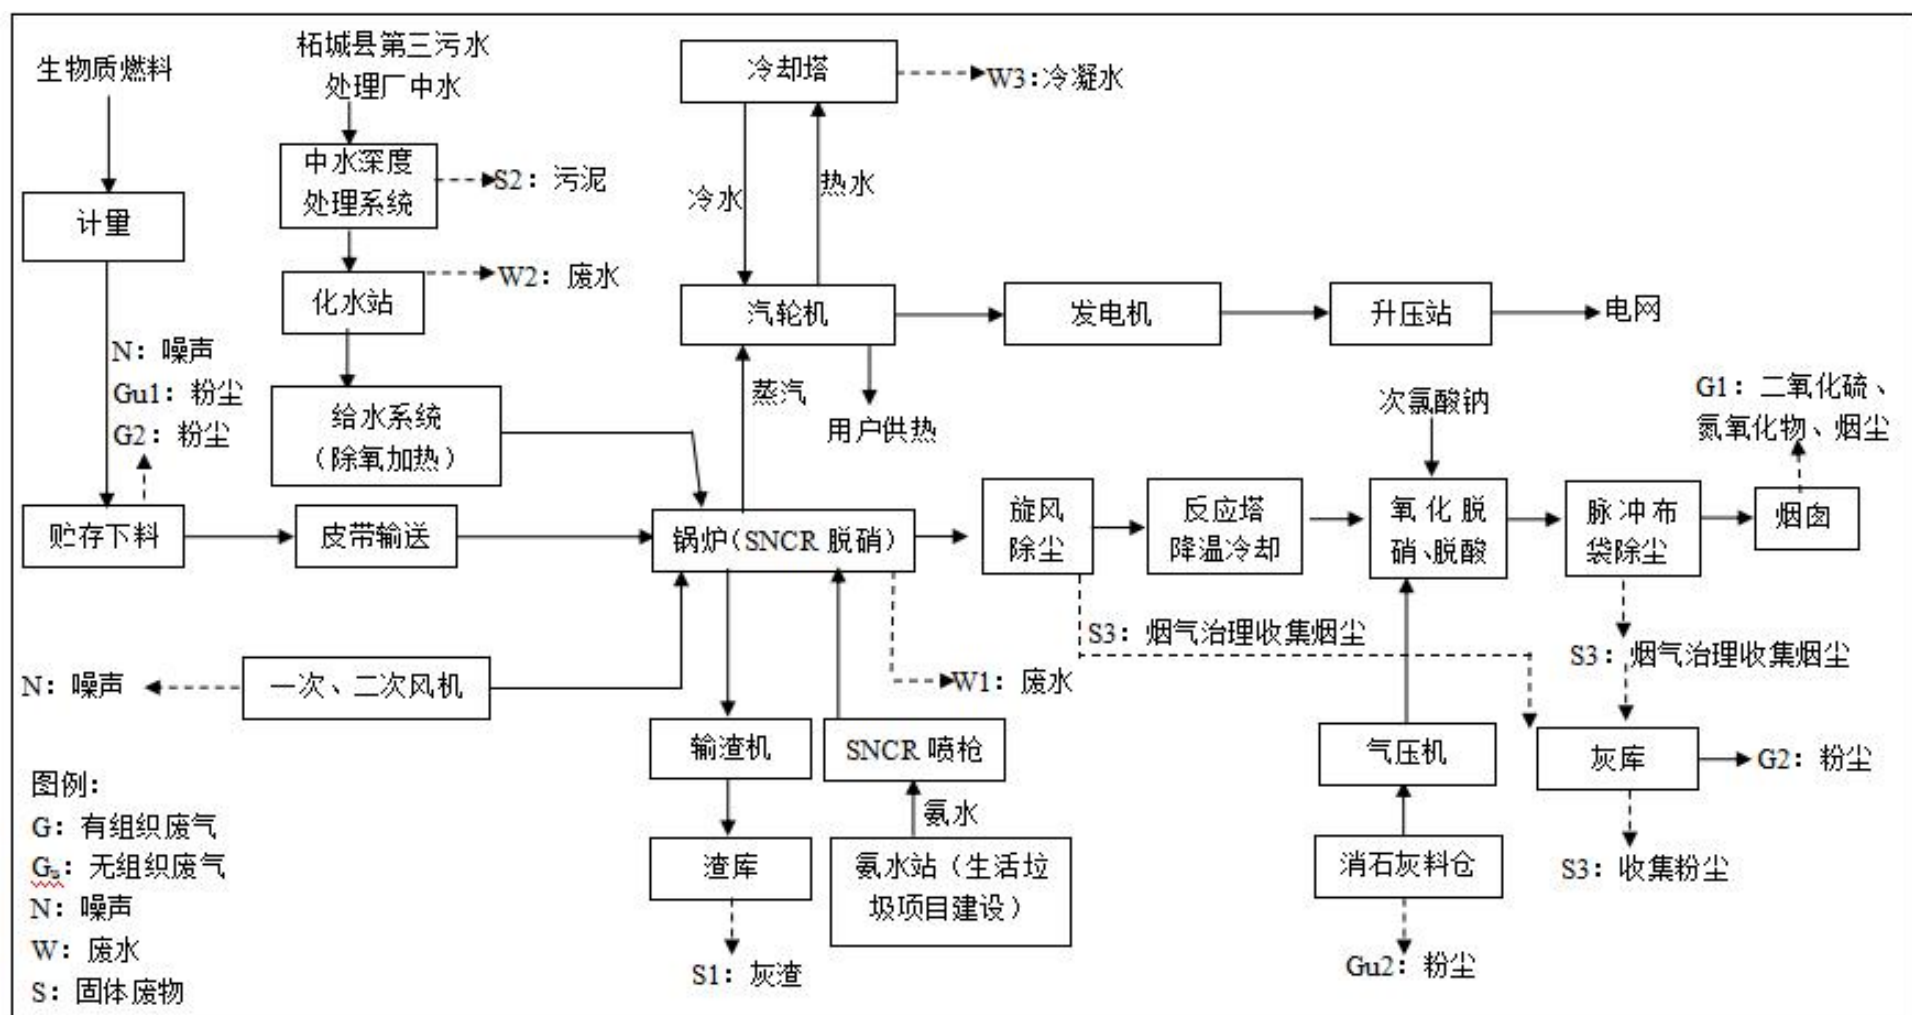 生物质燃料
柘城县第三污水
处理厂中水
冷却塔
W3:冷凝水
中水深度
处理系统
S2：污泥
冷水
热水
计量
化水站
W2：废水
汽轮机
发电机
升压站
电网
N：噪声
Gu1：粉尘
G2：粉尘
给水系统
（除氧加热）
蒸汽
用户供热
次氯酸钠
G1：二氧化硫、
氮氧化物、烟尘
贮存下料
皮带输送
锅炉（SNCR 脱硝）
旋风
除尘
反应塔
降温冷却
氧化脱
硝、脱酸
脉冲布
袋除尘
烟囱
S3：烟气治理收集烟尘
S3：烟气治理收集烟尘
N：噪声
一次、二次风机
W1：废水
输渣机
SNCR 喷枪
气压机
灰库
G2：粉尘
氨水
渣库
氨水站（生活垃
圾项目建设）
消石灰料仓
S3：收集粉尘
S1：灰渣
Gu2：粉尘
图例：
G：有组织废气
Gu：无组织废气
N：噪声
W：废水
S：固体废物